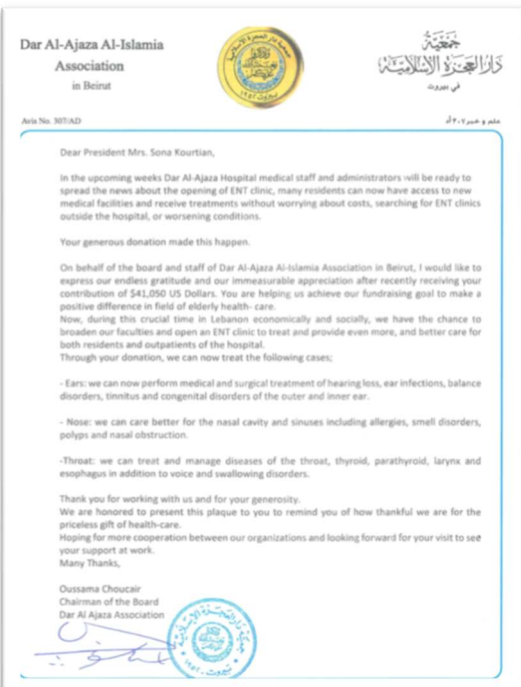 Dar Al-Ajaza Al-Islamia
Association
in Beirut
جمعيّة
دار العجزة الإسلاميّة
في بيروت
Avis No. 307/AD
علم و خبر ٣٠٧ أد
Dear President Mrs. Sona Kourtian,
In the upcoming weeks Dar Al-Ajaza Hospital medical staff and administrators will be ready to
spread the news about the opening of ENT clinic, many residents can now have access to new
medical facilities and receive treatments without worrying about costs, searching for ENT clinics
outside the hospital, or worsening conditions.
Your generous donation made this happen.
On behalf of the board and staff of Dar Al-Ajaza Al-Islamia Association in Beirut, I would like to
express our endless gratitude and our immeasurable appreciation after recently receiving your
contribution of $41,050 US Dollars. You are helping us achieve our fundraising goal to make a
positive difference in field of elderly health- care.
Now, during this crucial time in Lebanon economically and socially, we have the chance to
broaden our faculties and open an ENT clinic to treat and provide even more, and better care for
both residents and outpatients of the hospital.
Through your donation, we can now treat the following cases;
- Ears: we can now perform medical and surgical treatment of hearing loss, ear infections, balance
disorders, tinnitus and congenital disorders of the outer and inner ear.
- Nose: we can care better for the nasal cavity and sinuses including allergies, smell disorders,
polyps and nasal obstruction.
-Throat: we can treat and manage diseases of the throat, thyroid, parathyroid, larynx and
esophagus in addition to voice and swallowing disorders.
Thank you for working with us and for your generosity.
We are honored to present this plaque to you to remind you of how thankful we are for the
priceless gift of health-care.
Hoping for more cooperation between our organizations and looking forward for your visit to see
your support at work.
Many Thanks,
Oussama Choucair
Chairman of the Board
Dar Al Ajaza Association